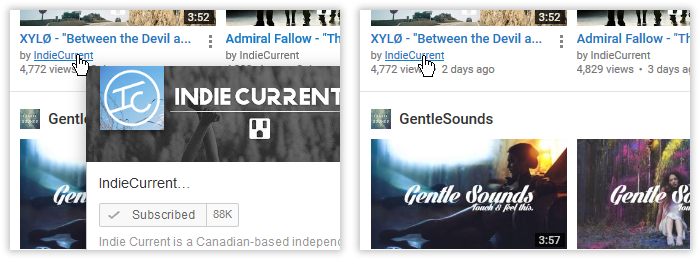 3:52
XYLØ - "Between the Devil a...
by IndieCurrent
4,772 views
Admiral Fallow - "Th
by IndieCurrent
IC
INDIE CURRENT
Gentle
Gentle
IndieCurrent...
Subscribed 88K
Indie Current is a Canadian-based indepen
3:52
XYLØ - "Between the Devil a...
by IndieCurrent
4,772 views • 2 days ago
Admiral Fallow - "Th
by IndieCurrent
4,829 views • 3 days ag
GentleSounds
Gentle Sounds
Touch & feel this.
3:57
Gentle